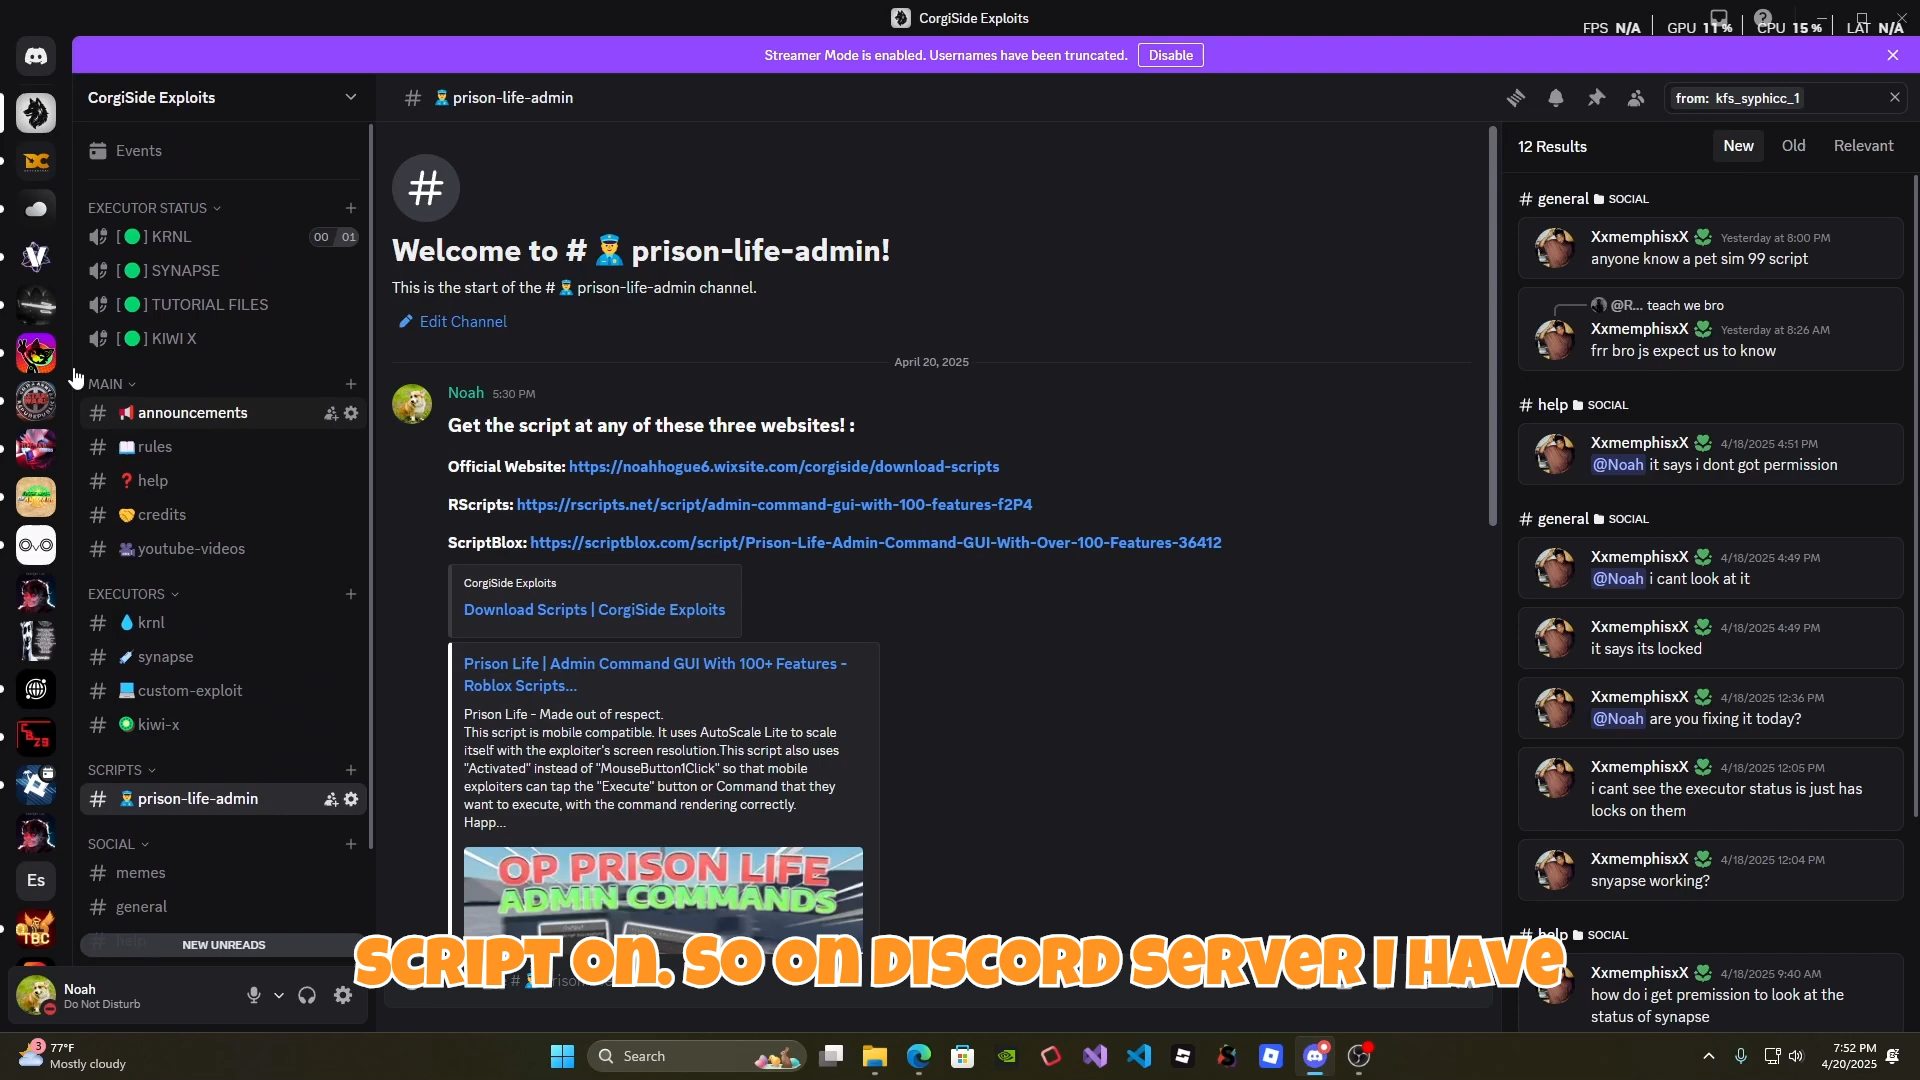 CorgiSide Exploits
FPS N/A GPU 11% CPU 15% LAT N/A
Streamer Mode is enabled. Usernames have been truncated. Disable
CorgiSide Exploits
Events
EXECUTOR STATUS
[ ] KRNL 00 01
[ ] SYNAPSE
[ ] TUTORIAL FILES
[ ] KIWI X
MAIN
announcements
rules
help
credits
youtube-videos
EXECUTORS
krnl
synapse
custom-exploit
kiwi-x
SCRIPTS
prison-life-admin
SOCIAL
memes
general
help
NEW UNREADS
Noah
Do Not Disturb
Es
TBC
# prison-life-admin
Welcome to # prison-life-admin!
This is the start of the # prison-life-admin channel.
Edit Channel
April 20, 2025
Noah 5:30 PM
Get the script at any of these three websites! :
Official Website: https://noahhogue6.wixsite.com/corgiside/download-scripts
RScripts: https://rscripts.net/script/admin-command-gui-with-100-features-f2P4
ScriptBlox: https://scriptblox.com/script/Prison-Life-Admin-Command-GUI-With-Over-100-Features-36412
CorgiSide Exploits
Download Scripts | CorgiSide Exploits
Prison Life | Admin Command GUI With 100+ Features -
Roblox Scripts...
Prison Life - Made out of respect.
This script is mobile compatible. It uses AutoScale Lite to scale
itself with the exploiter's screen resolution.This script also uses
"Activated" instead of "MouseButton1Click" so that mobile
exploiters can tap the "Execute" button or Command that they
want to execute, with the command rendering correctly.
Happ...
OP PRISON LIFE
ADMIN COMMANDS
SCRIPT ON. SO ON DISCORD SERVER I HAVE
from: kfs_syphicc_1
12 Results New Old Relevant
# general SOCIAL
XxmemphisxX Yesterday at 8:00 PM
anyone know a pet sim 99 script
@R... teach we bro
XxmemphisxX Yesterday at 8:26 AM
frr bro js expect us to know
# help SOCIAL
XxmemphisxX 4/18/2025 4:51 PM
@Noah it says i dont got permission
# general SOCIAL
XxmemphisxX 4/18/2025 4:49 PM
@Noah i cant look at it
XxmemphisxX 4/18/2025 4:49 PM
it says its locked
XxmemphisxX 4/18/2025 12:36 PM
@Noah are you fixing it today?
XxmemphisxX 4/18/2025 12:05 PM
i cant see the executor status is just has
locks on them
XxmemphisxX 4/18/2025 12:04 PM
snyapse working?
# help SOCIAL
XxmemphisxX 4/18/2025 9:40 AM
how do i get premission to look at the
status of synapse
3
77°F
Mostly cloudy
Search
7:52 PM
4/20/2025